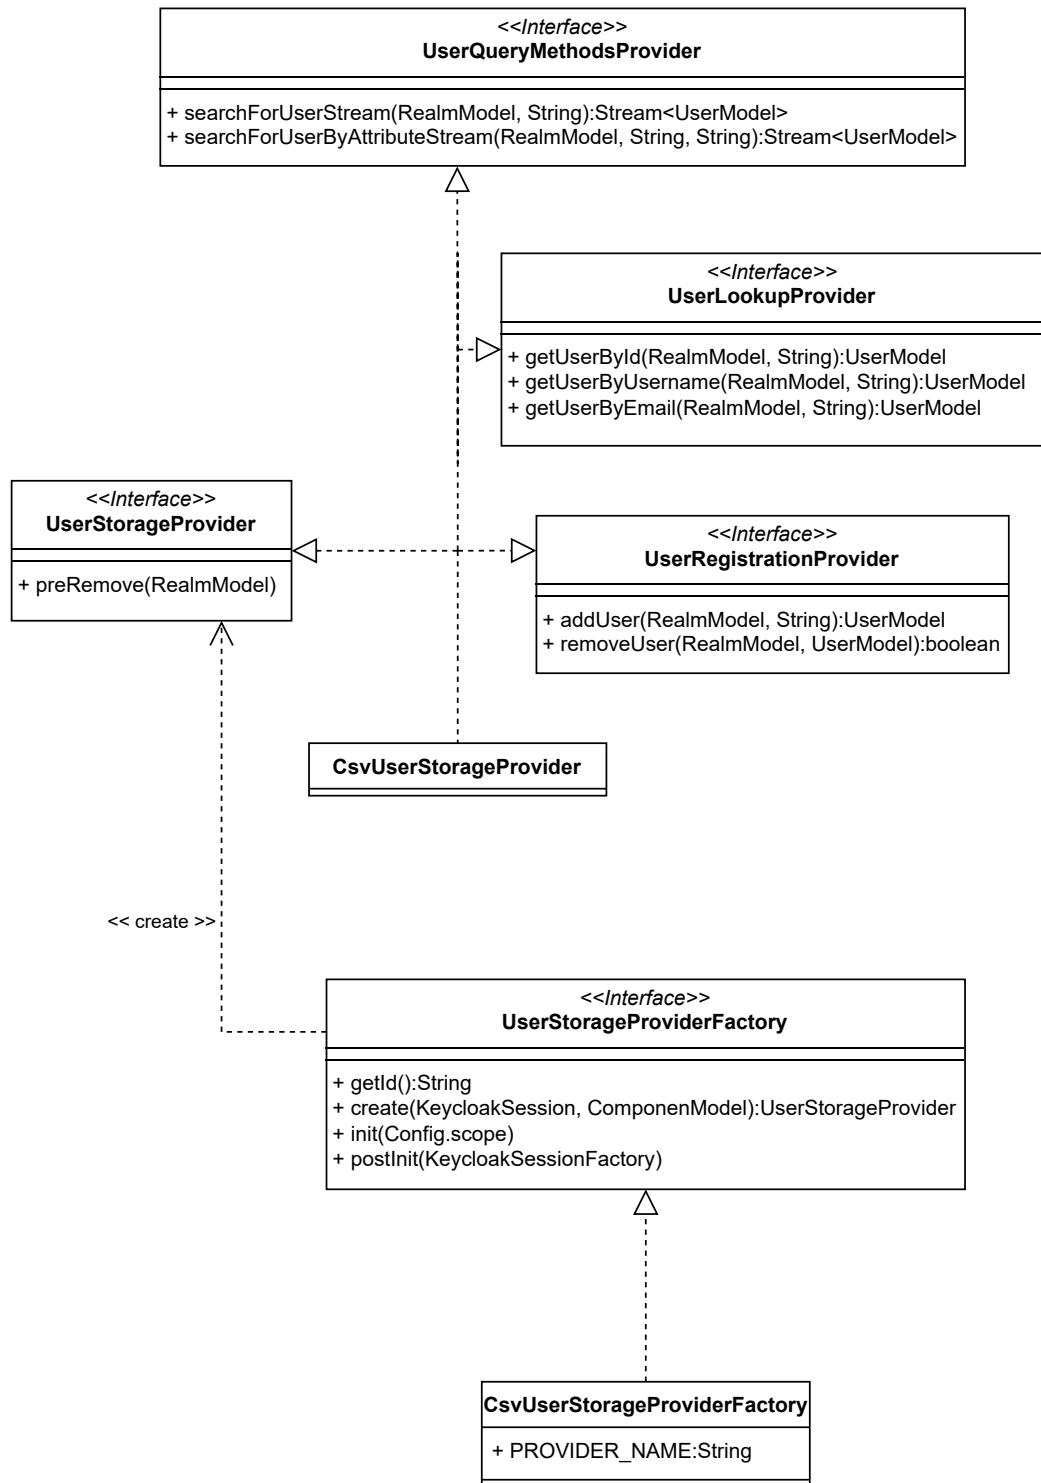 <<Interface>>
UserQueryMethodsProvider
+ searchForUserStream(RealmModel, String):Stream<UserModel>
+ searchForUserByAttributeStream(RealmModel, String, String):Stream<UserModel>
<<Interface>>
UserLookupProvider
+ getUserById(RealmModel, String):UserModel
+ getUserByUsername(RealmModel, String):UserModel
+ getUserByEmail(RealmModel, String):UserModel
<<Interface>>
UserStorageProvider
+ preRemove(RealmModel)
<<Interface>>
UserRegistrationProvider
+ addUser(RealmModel, String):UserModel
+ removeUser(RealmModel, UserModel):boolean
CsvUserStorageProvider
<< create >>
<<Interface>>
UserStorageProviderFactory
+ getId():String
+ create(KeycloakSession, ComponenModel):UserStorageProvider
+ init(Config.scope)
+ postInit(KeycloakSessionFactory)
CsvUserStorageProviderFactory
+ PROVIDER_NAME:String